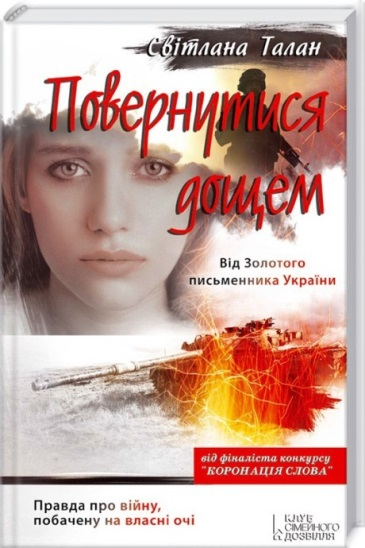 Світлана Талан
Повернутися
дощем
Від Золотого
письменника України
від фіналіста конкурсу
"КОРОНАЦІЯ СЛОВА"
Правда про війну,
побачену на власні очі
КЛУБ
СІМЕЙНОГО
ДОЗВІЛЛЯ